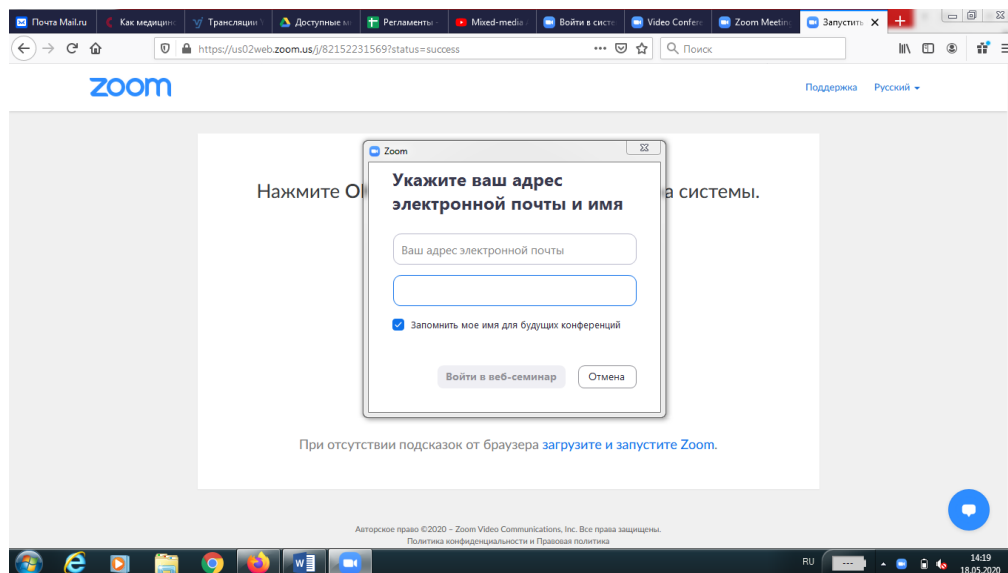 Почта Mail.ru
Как медицинс
Трансляции
Доступные м
Регламенты -
Mixed-media
Войти в систе
Video Confere
Zoom Meeting
Запустить
https://us02web.zoom.us/j/82152231569?status=success
Поиск
zoom
Поддержка
Русский
Zoom
Укажите ваш адрес
электронной почты и имя
Нажмите
а системы.
Ваш адрес электронной почты
Запомнить мое имя для будущих конференций
Войти в веб-семинар
Отмена
При отсутствии подсказок от браузера загрузите и запустите Zoom.
Авторское право ©2020 - Zoom Video Communications, Inc. Все права защищены.
Политика конфиденциальности и Правовая политика
RU
14:19
18.05.2020